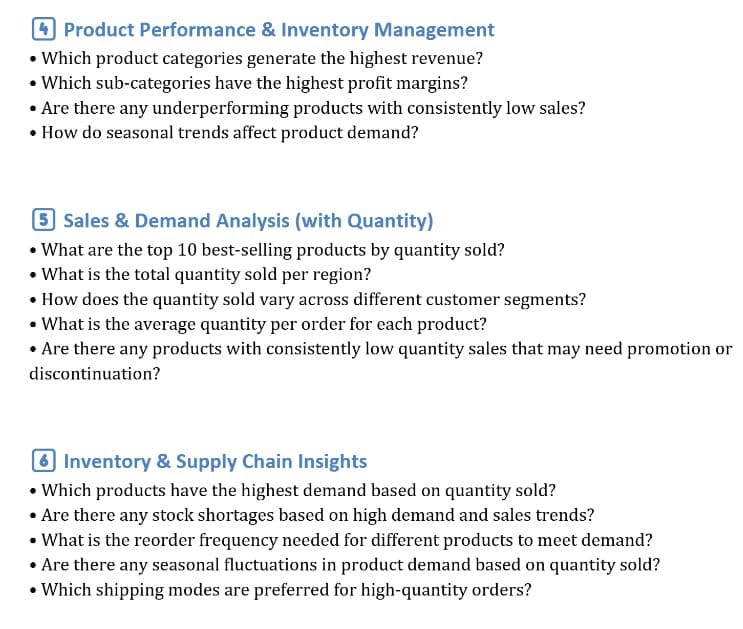 4 Product Performance & Inventory Management
• Which product categories generate the highest revenue?
• Which sub-categories have the highest profit margins?
• Are there any underperforming products with consistently low sales?
• How do seasonal trends affect product demand?
5 Sales & Demand Analysis (with Quantity)
• What are the top 10 best-selling products by quantity sold?
• What is the total quantity sold per region?
• How does the quantity sold vary across different customer segments?
• What is the average quantity per order for each product?
• Are there any products with consistently low quantity sales that may need promotion or
discontinuation?
6 Inventory & Supply Chain Insights
• Which products have the highest demand based on quantity sold?
• Are there any stock shortages based on high demand and sales trends?
• What is the reorder frequency needed for different products to meet demand?
• Are there any seasonal fluctuations in product demand based on quantity sold?
• Which shipping modes are preferred for high-quantity orders?